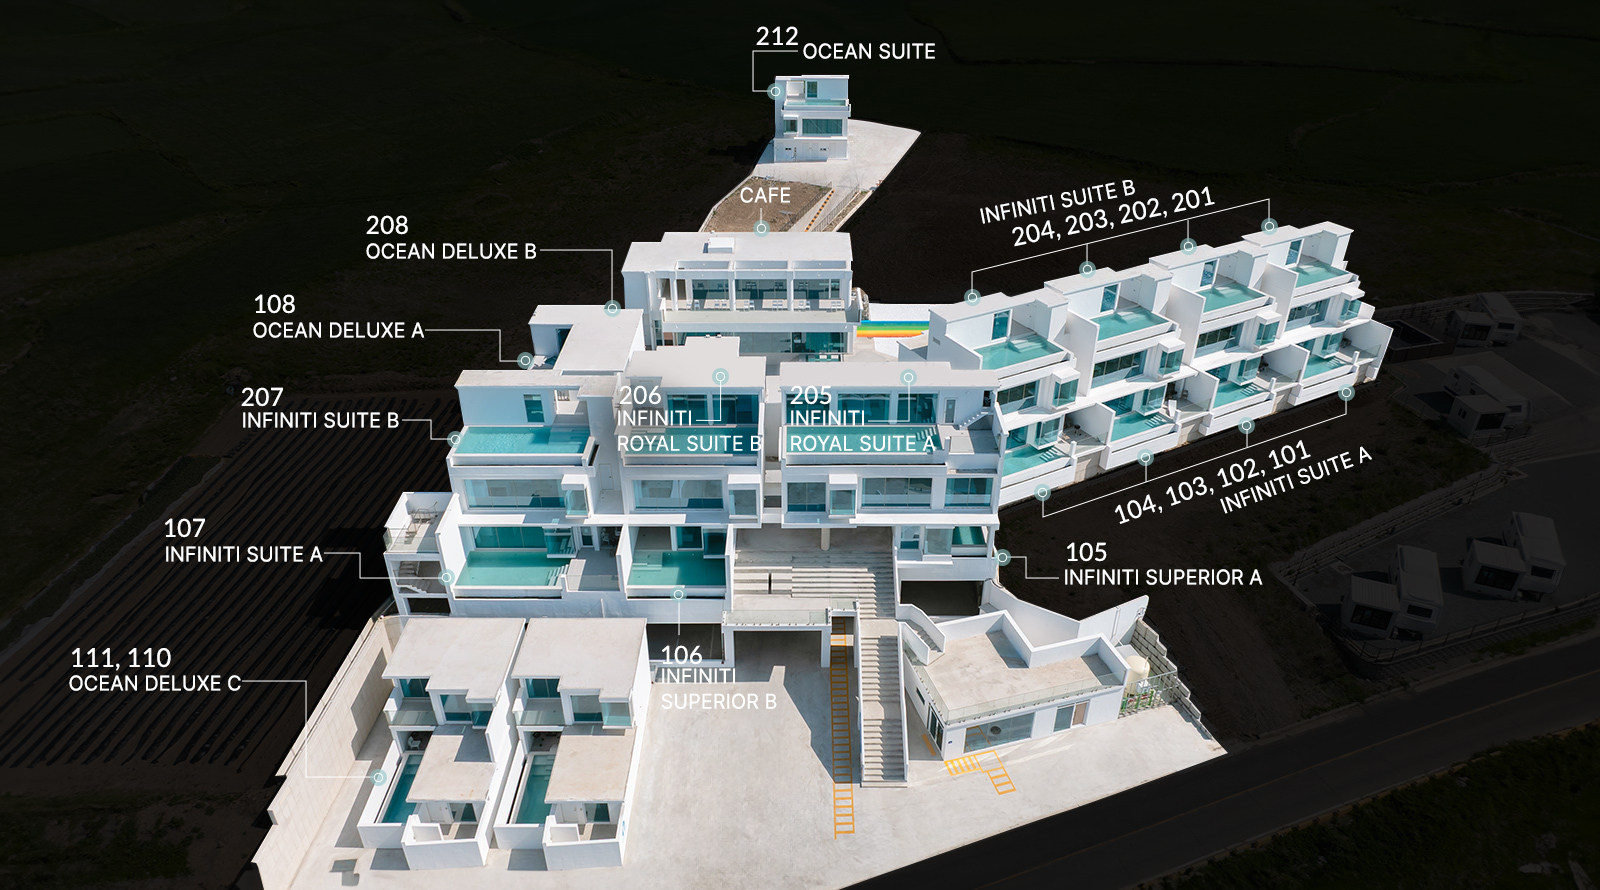 212
OCEAN SUITE
CAFE
INFINITI SUITE B
204, 203, 202, 201
208
OCEAN DELUXE B
108
OCEAN DELUXE A
207
INFINITI SUITE B
206
INFINITI
ROYAL SUITE B
205
INFINITI
ROYAL SUITE A
104, 103, 102, 101
INFINITI SUITE A
107
INFINITI SUITE A
105
INFINITI SUPERIOR A
111, 110
OCEAN DELUXE C
106
INFINITI
SUPERIOR B